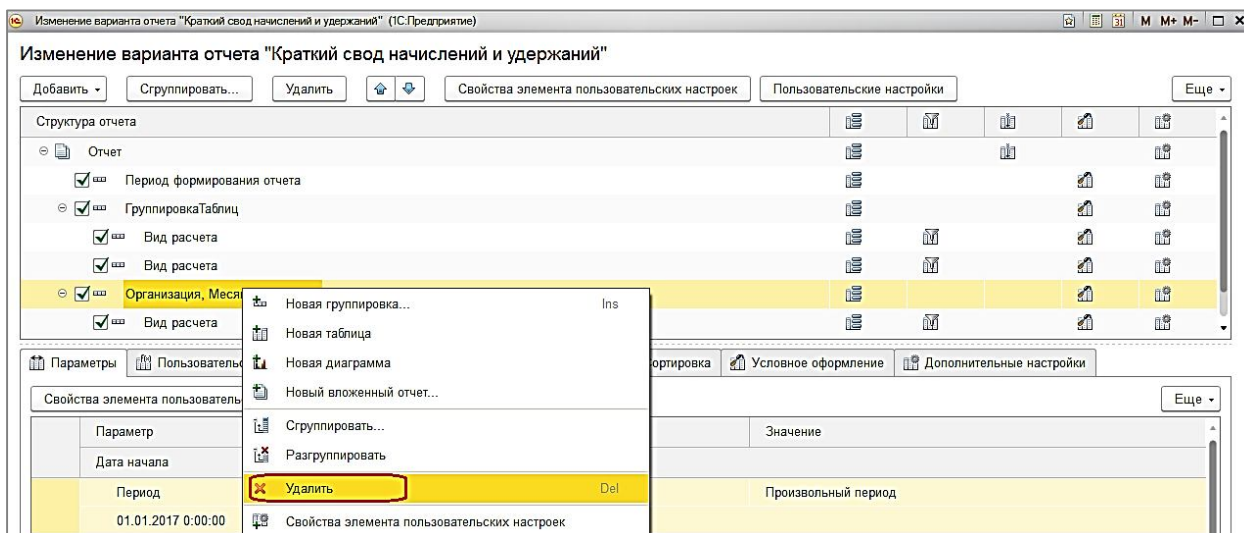 Изменение варианта отчета "Краткий свод начислений и удержаний" (1С:Предприятие)
M M+ M-
Изменение варианта отчета "Краткий свод начислений и удержаний"
Добавить Сгруппировать... Удалить Свойства элемента пользовательских настроек Пользовательские настройки Еще
Структура отчета
Отчет
Период формирования отчета
ГруппировкаТаблиц
Вид расчета
Вид расчета
Организация, Меся
Вид расчета
Новая группировка... Ins
Новая таблица
Новая диаграмма
Новый вложенный отчет...
Сгруппировать...
Разгруппировать
Удалить Del
Свойства элемента пользовательских настроек
Параметры Пользовательс ортировка Условное оформление Дополнительные настройки
Свойства элемента пользователь Еще
Параметр Значение
Дата начала
Период Произвольный период
01.01.2017 0:00:00